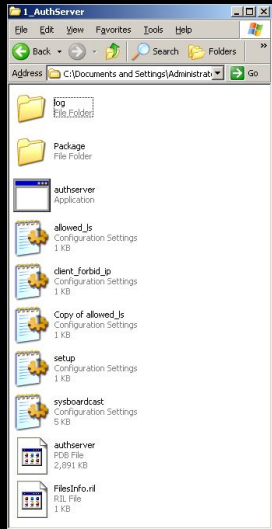 1_AuthServer
File Edit View Favorites Tools Help
Back Search Folders »
Address C:\Documents and Settings\Administrat Go
log
File Folder
Package
File Folder
authserver
Application
allowed_ls
Configuration Settings
1 KB
client_forbid_ip
Configuration Settings
1 KB
Copy of allowed_ls
Configuration Settings
1 KB
setup
Configuration Settings
1 KB
sysboardcast
Configuration Settings
5 KB
authserver
PDB File
2,891 KB
FilesInfo.ril
RIL File
1 KB